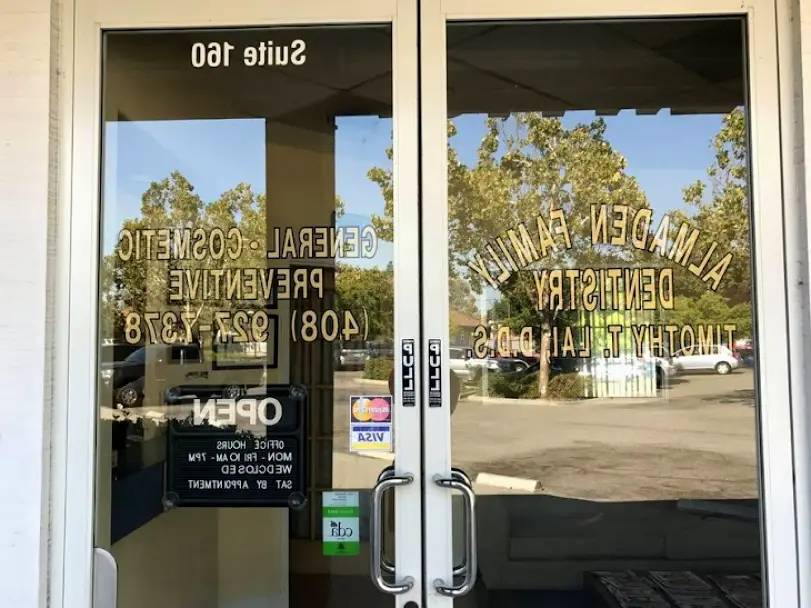 Suite 160
GENERAL · COSMETIC
PREVENTIVE
(408) 927-7378
ALMADEN FAMILY
DENTISTRY
TIMOTHY T. LAI D.D.S.
PULL
PULL
OPEN
OFFICE HOURS
MON - FRI 10 AM - 7PM
WED CLOSED
SAT BY APPOINTMENT
VISA
cda